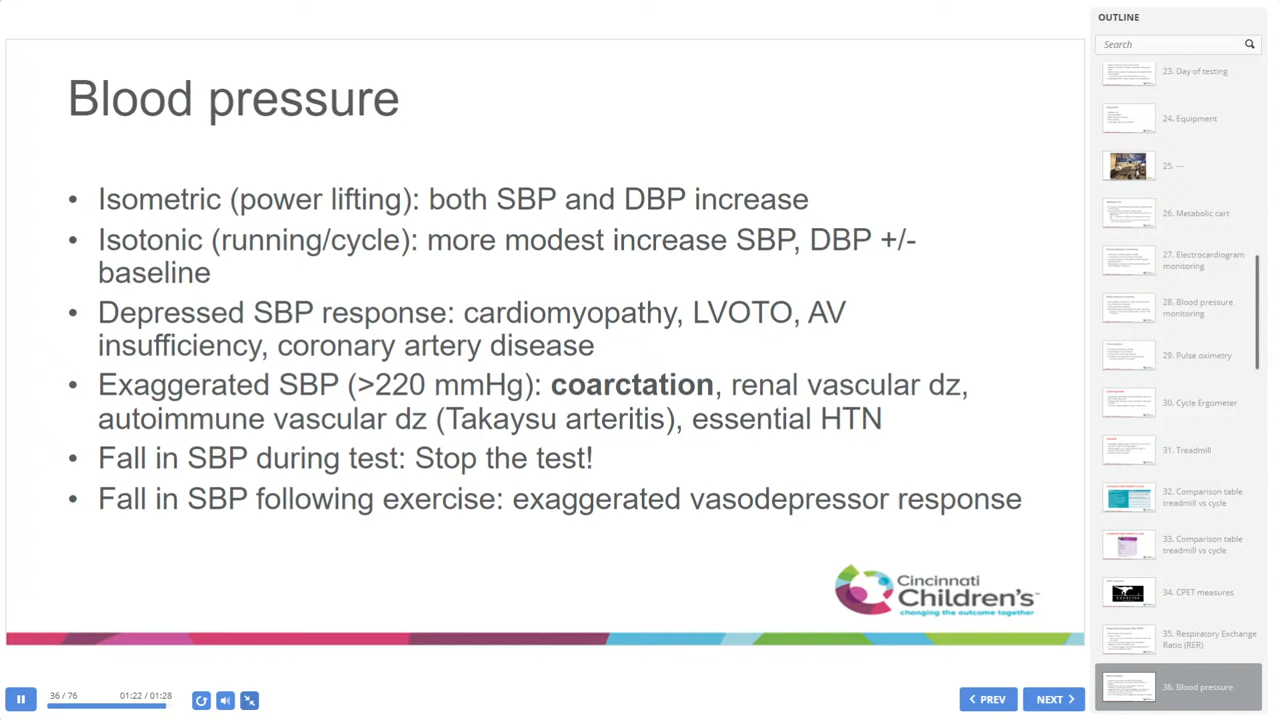 Blood pressure
• Isometric (power lifting): both SBP and DBP increase
• Isotonic (running/cycle): more modest increase SBP, DBP +/-
baseline
• Depressed SBP response: cardiomyopathy, LVOTO, AV
insufficiency, coronary artery disease
• Exaggerated SBP (>220 mmHg): coarctation, renal vascular dz,
autoimmune vascular dz (Takaysu arteritis), essential HTN
• Fall in SBP during test: Stop the test!
• Fall in SBP following exercise: exaggerated vasodepressor response
Cincinnati
Children's™
changing the outcome together
36 / 76
01:22 / 01:28
PREV
NEXT
OUTLINE
Search
23. Day of testing
24. Equipment
25. ---
26. Metabolic cart
27. Electrocardiogram
monitoring
28. Blood pressure
monitoring
29. Pulse oximetry
30. Cycle Ergometer
31. Treadmill
32. Comparison table
treadmill vs cycle
33. Comparison table
treadmill vs cycle
34. CPET measures
35. Respiratory Exchange
Ratio (RER)
36. Blood pressure